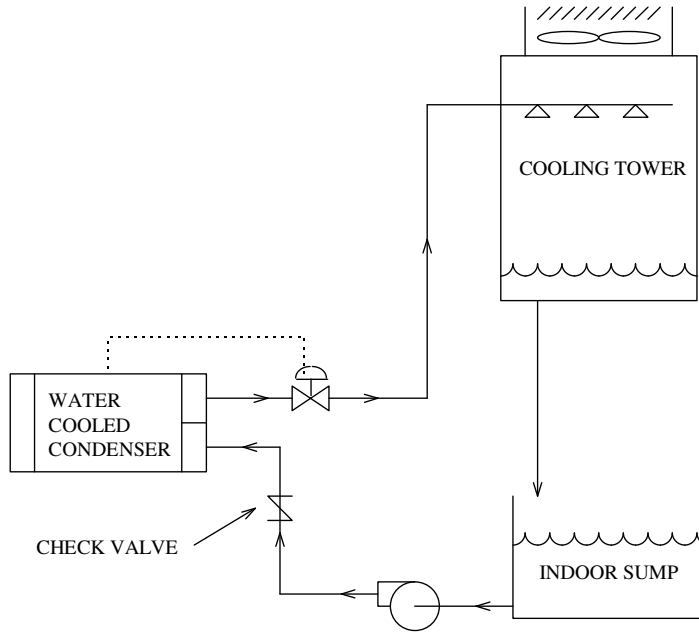 COOLING TOWER
WATER
COOLED
CONDENSER
CHECK VALVE
INDOOR SUMP